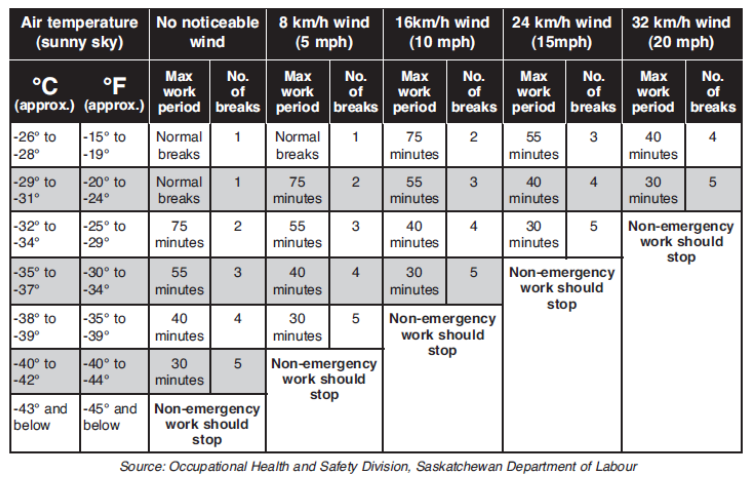 Air temperature (sunny sky) No noticeable wind 8 km/h wind (5 mph) 16km/h wind (10 mph) 24 km/h wind (15mph) 32 km/h wind (20 mph)
°C (approx.) °F (approx.) Max work period No. of breaks Max work period No. of breaks Max work period No. of breaks Max work period No. of breaks Max work period No. of breaks
-26° to -28° -15° to -19° Normal breaks 1 Normal breaks 1 75 minutes 2 55 minutes 3 40 minutes 4
-29° to -31° -20° to -24° Normal breaks 1 75 minutes 2 55 minutes 3 40 minutes 4 30 minutes 5
-32° to -34° -25° to -29° 75 minutes 2 55 minutes 3 40 minutes 4 30 minutes 5 Non-emergency work should stop
-35° to -37° -30° to -34° 55 minutes 3 40 minutes 4 30 minutes 5 Non-emergency work should stop
-38° to -39° -35° to -39° 40 minutes 4 30 minutes 5 Non-emergency work should stop
-40° to -42° -40° to -44° 30 minutes 5 Non-emergency work should stop
-43° and below -45° and below Non-emergency work should stop
Source: Occupational Health and Safety Division, Saskatchewan Department of Labour